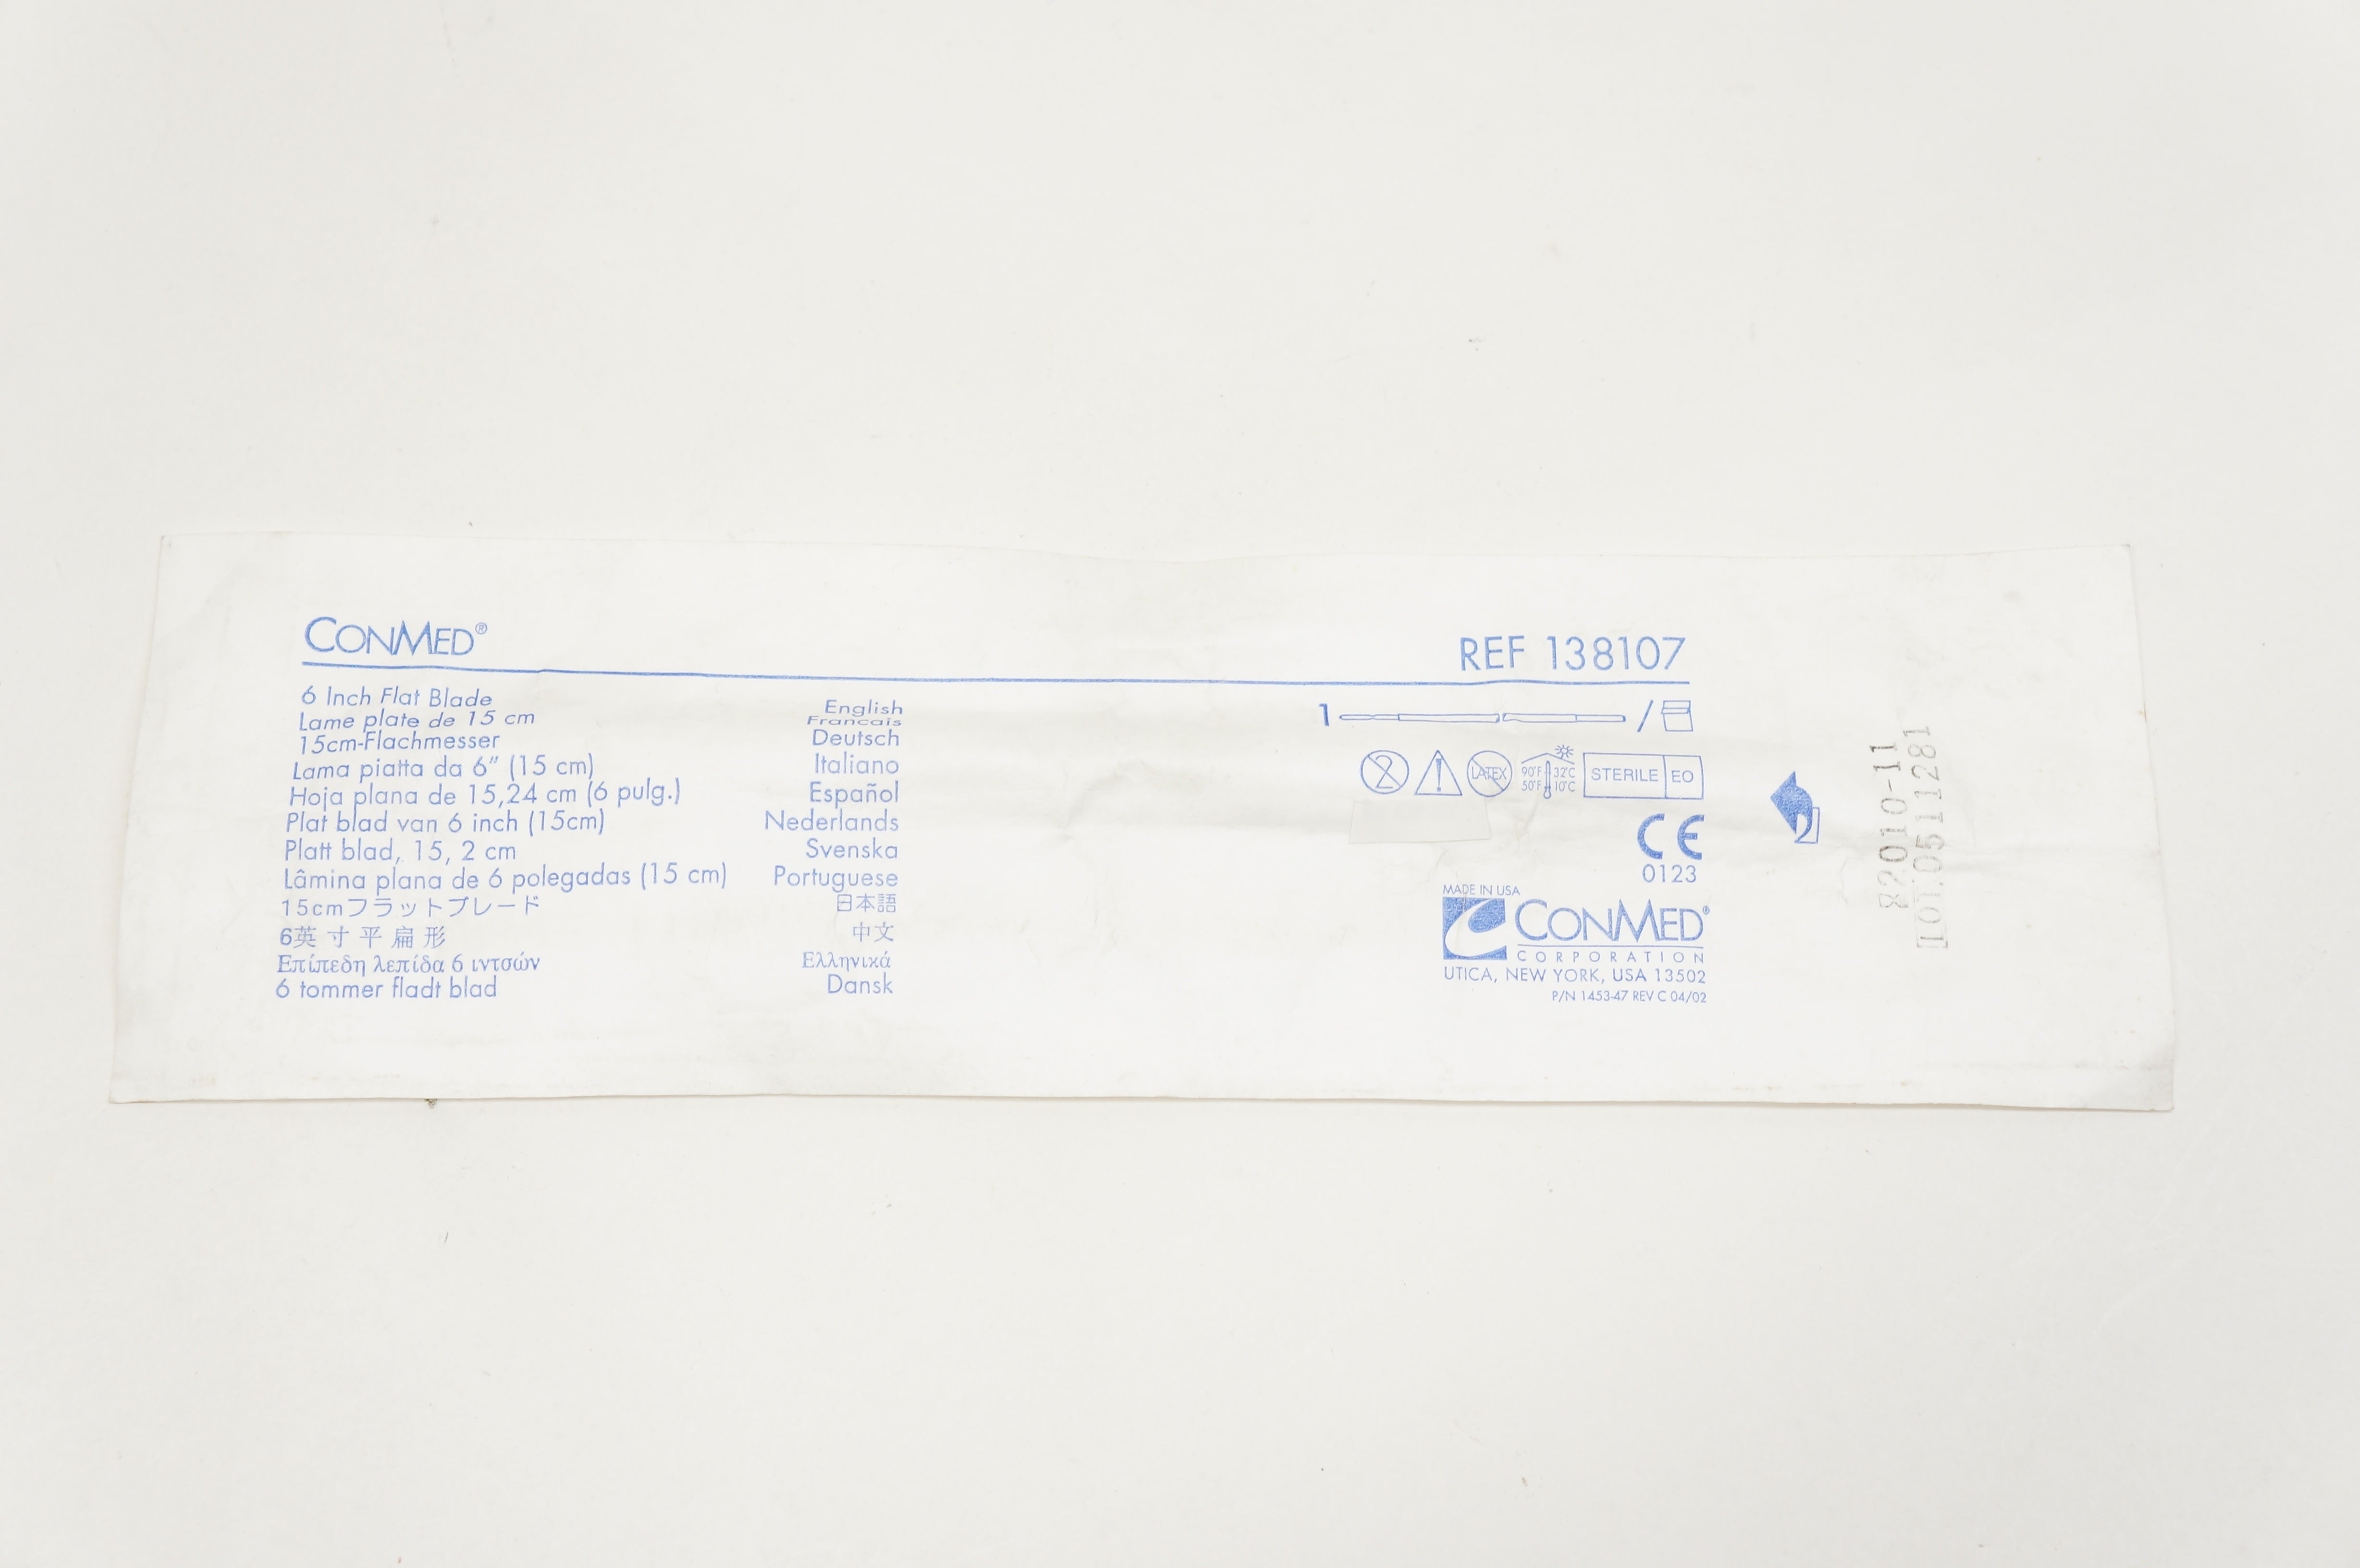 CONMED®
REF 138107
6 Inch Flat Blade English
Lame plate de 15 cm Francais
15cm-Flachmesser Deutsch
Lama piatta da 6" (15 cm) Italiano
Hoja plana de 15,24 cm (6 pulg.) Español
Plat blad van 6 inch (15cm) Nederlands
Platt blad, 15, 2 cm Svenska
Lâmina plana de 6 polegadas (15 cm) Portuguese
15cmフラットブレード 日本語
6英寸平扁形 中文
Επίπεδη λεπίδα 6 ιντσών Ελληνικά
6 tommer fladt blad Dansk
1 /
2 LATEX 90°F 32°C STERILE EO
50°F 10°C
CE
0123
MADE IN USA
CONMED®
CORPORATION
UTICA, NEW YORK, USA 13502
P/N 1453-47 REV C 04/02
2010-11
0511281